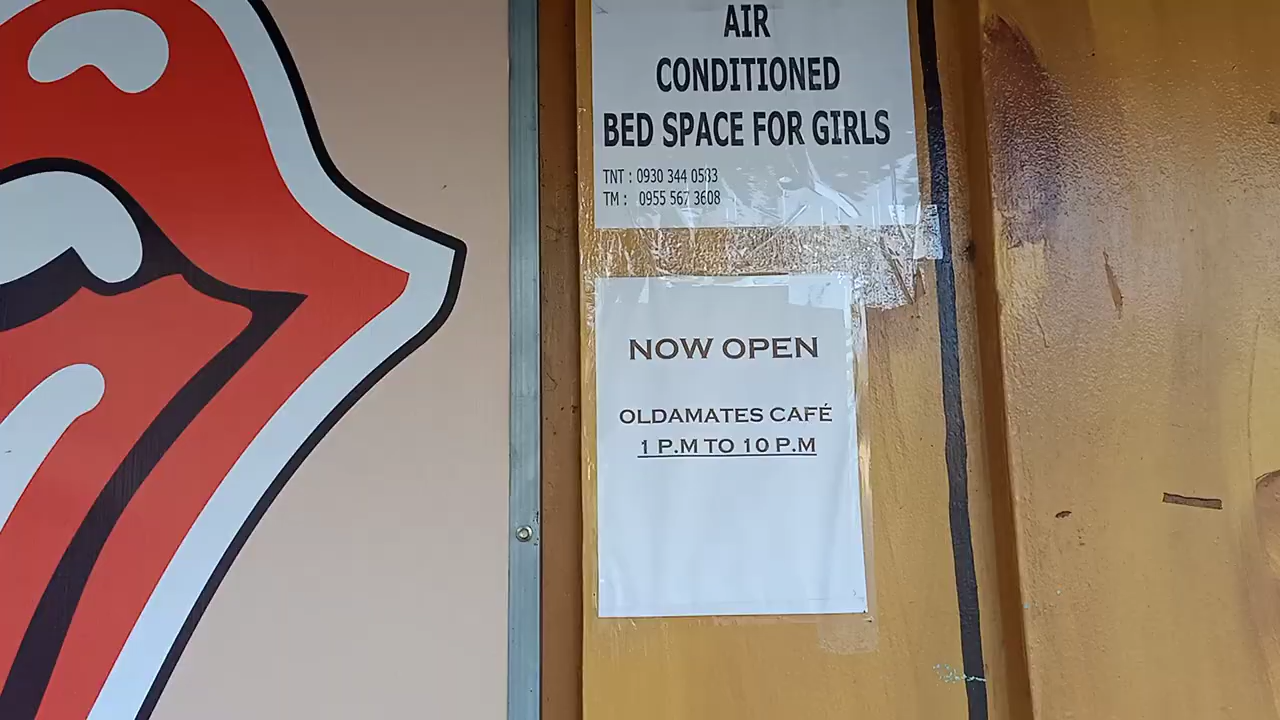 AIR
CONDITIONED
BED SPACE FOR GIRLS
TNT : 0930 344 0583
TM : 0955 567 3608
NOW OPEN
OLDAMATES CAFÉ
1 P.M TO 10 P.M